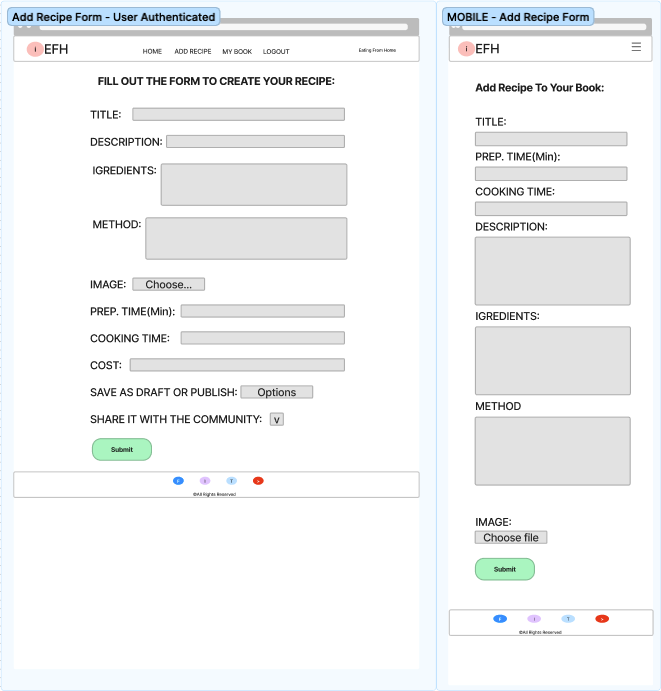 Add Recipe Form - User Authenticated
i EFH HOME ADD RECIPE MY BOOK LOGOUT Eating From Home
FILL OUT THE FORM TO CREATE YOUR RECIPE:
TITLE:
DESCRIPTION:
IGREDIENTS:
METHOD:
IMAGE: Choose...
PREP. TIME(Min):
COOKING TIME:
COST:
SAVE AS DRAFT OR PUBLISH: Options
SHARE IT WITH THE COMMUNITY: v
Submit
F I T
©All Rights Reserved
MOBILE - Add Recipe Form
i EFH
Add Recipe To Your Book:
TITLE:
PREP. TIME(Min):
COOKING TIME:
DESCRIPTION:
IGREDIENTS:
METHOD
IMAGE:
Choose file
Submit
F I T
©All Rights Reserved